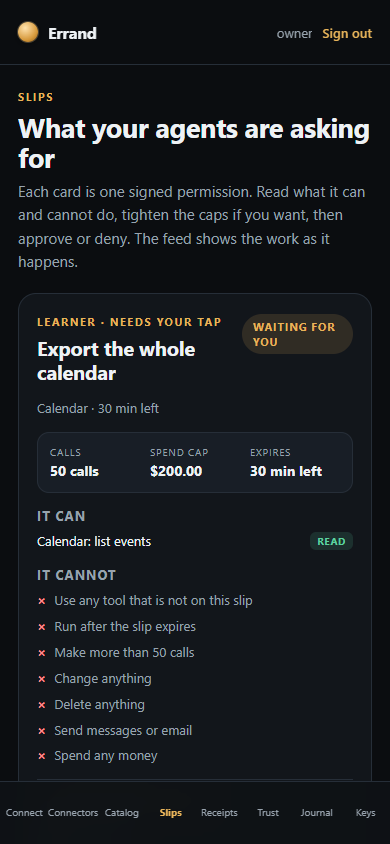 Errand
owner Sign out
SLIPS
What your agents are asking
for
Each card is one signed permission. Read what it can
and cannot do, tighten the caps if you want, then
approve or deny. The feed shows the work as it
happens.
LEARNER · NEEDS YOUR TAP
WAITING FOR
YOU
Export the whole
calendar
Calendar · 30 min left
CALLS SPEND CAP EXPIRES
50 calls $200.00 30 min left
IT CAN
Calendar: list events READ
IT CANNOT
× Use any tool that is not on this slip
× Run after the slip expires
× Make more than 50 calls
× Change anything
× Delete anything
× Send messages or email
× Spend any money
Connect Connectors Catalog Slips Receipts Trust Journal Keys